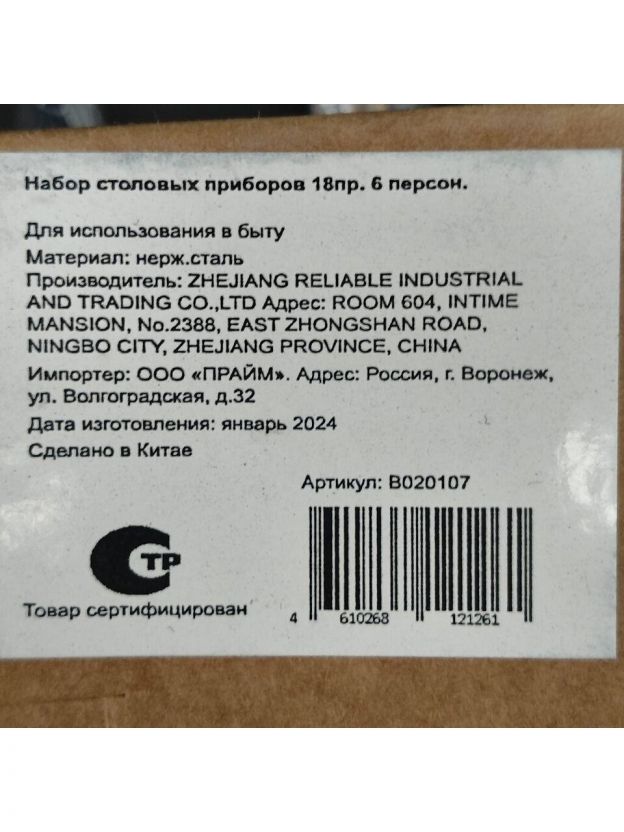 Набор столовых приборов 18пр. 6 персон.
Для использования в быту
Материал: нерж.сталь
Производитель: ZHEJIANG RELIABLE INDUSTRIAL
AND TRADING CO.,LTD Адрес: ROOM 604, INTIME
MANSION, No.2388, EAST ZHONGSHAN ROAD,
NINGBO CITY, ZHEJIANG PROVINCE, CHINA
Импортер: ООО «ПРАЙМ». Адрес: Россия, г. Воронеж,
ул. Волгоградская, д.32
Дата изготовления: январь 2024
Сделано в Китае
Артикул: B020107
СТР
Товар сертифицирован
4 610268 121261